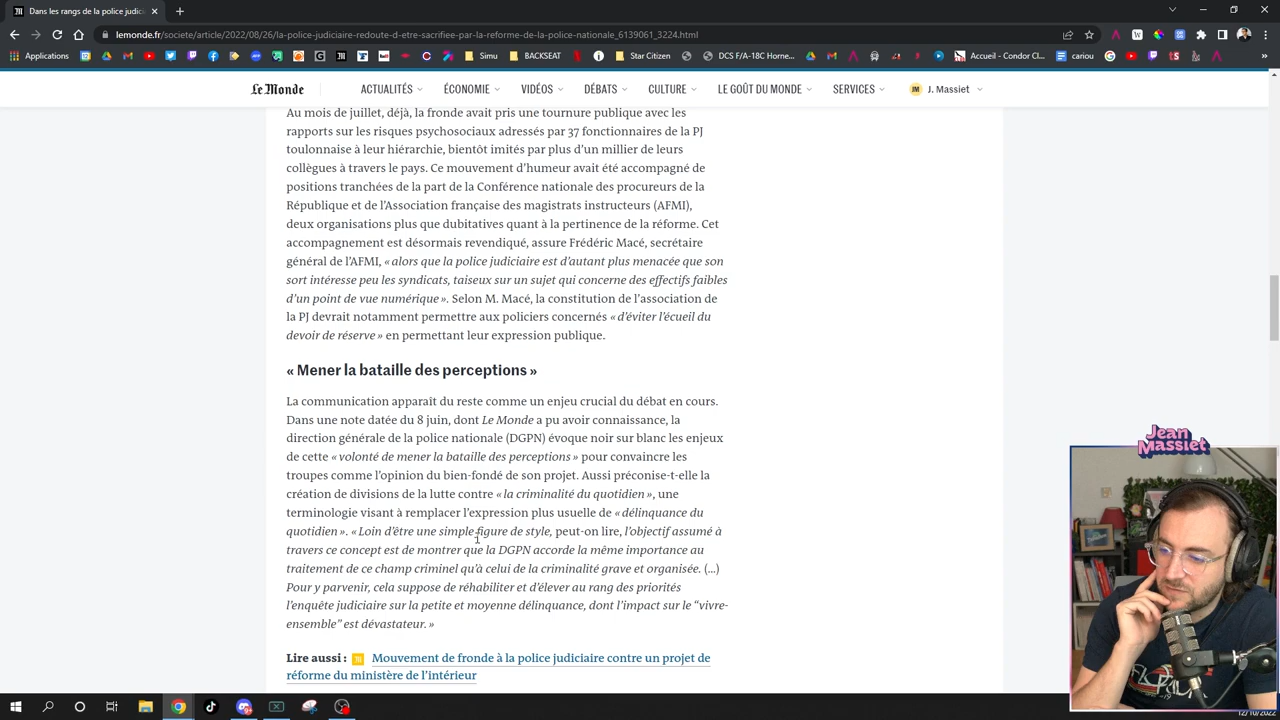 Dans les rangs de la police judici
lemonde.fr/societe/article/2022/08/26/la-police-judiciaire-redoute-d-etre-sacrifiee-par-la-reforme-de-la-police-nationale_6139061_3224.html
Applications
Simu
BACKSEAT
Star Citizen
DCS F/A-18C Horne...
Accueil - Condor Cl...
cariou
Le Monde
ACTUALITÉS
ÉCONOMIE
VIDÉOS
DÉBATS
CULTURE
LE GOÛT DU MONDE
SERVICES
JM
J. Massiet
Au mois de juillet, déjà, la fronde avait pris une tournure publique avec les
rapports sur les risques psychosociaux adressés par 37 fonctionnaires de la PJ
toulonnaise à leur hiérarchie, bientôt imités par plus d’un millier de leurs
collègues à travers le pays. Ce mouvement d’humeur avait été accompagné de
positions tranchées de la part de la Conférence nationale des procureurs de la
République et de l’Association française des magistrats instructeurs (AFMI),
deux organisations plus que dubitatives quant à la pertinence de la réforme. Cet
accompagnement est désormais revendiqué, assure Frédéric Macé, secrétaire
général de l’AFMI, « alors que la police judiciaire est d’autant plus menacée que son
sort intéresse peu les syndicats, taiseux sur un sujet qui concerne des effectifs faibles
d’un point de vue numérique ». Selon M. Macé, la constitution de l’association de
la PJ devrait notamment permettre aux policiers concernés « d’éviter l’écueil du
devoir de réserve » en permettant leur expression publique.
« Mener la bataille des perceptions »
La communication apparaît du reste comme un enjeu crucial du débat en cours.
Dans une note datée du 8 juin, dont Le Monde a pu avoir connaissance, la
direction générale de la police nationale (DGPN) évoque noir sur blanc les enjeux
de cette « volonté de mener la bataille des perceptions » pour convaincre les
troupes comme l’opinion du bien-fondé de son projet. Aussi préconise-t-elle la
création de divisions de la lutte contre « la criminalité du quotidien », une
terminologie visant à remplacer l’expression plus usuelle de « délinquance du
quotidien ». « Loin d’être une simple figure de style, peut-on lire, l’objectif assumé à
travers ce concept est de montrer que la DGPN accorde la même importance au
traitement de ce champ criminel qu’à celui de la criminalité grave et organisée. (…)
Pour y parvenir, cela suppose de réhabiliter et d’élever au rang des priorités
l’enquête judiciaire sur la petite et moyenne délinquance, dont l’impact sur le “vivre-
ensemble” est dévastateur. »
Lire aussi : Mouvement de fronde à la police judiciaire contre un projet de
réforme du ministère de l’intérieur
Jean
Massiet
12/10/2022